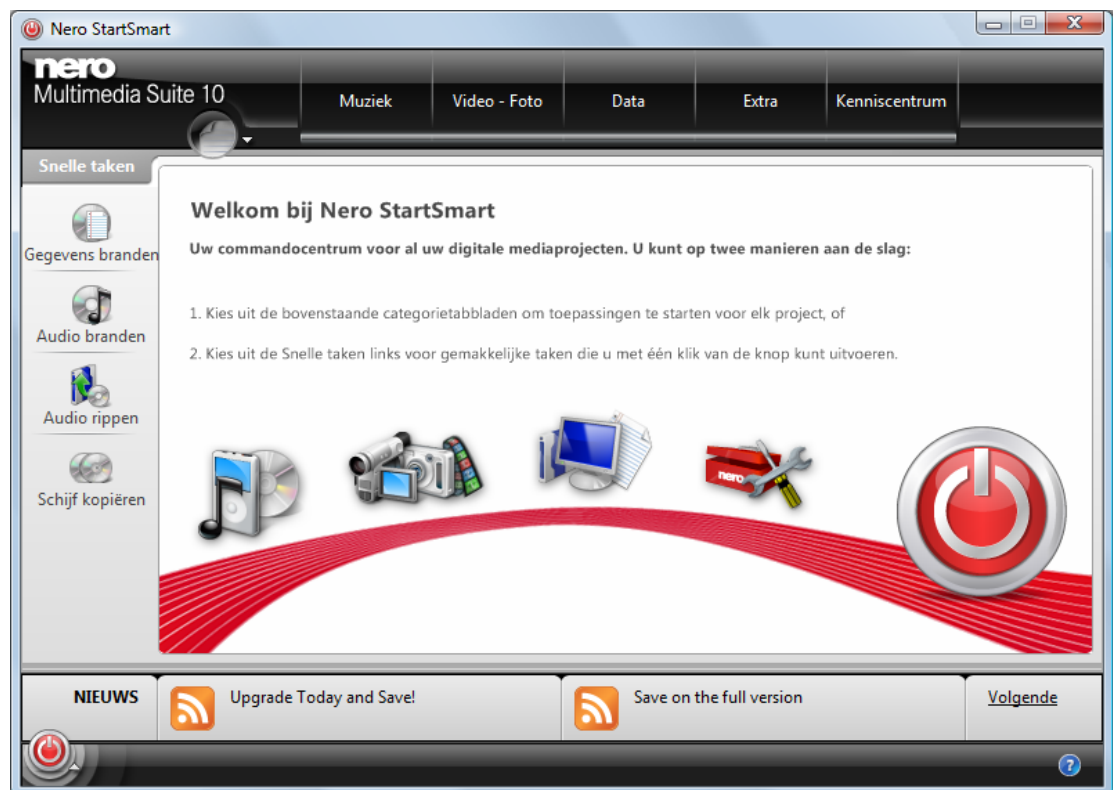 Nero StartSmart
nero
Multimedia Suite 10
Muziek
Video - Foto
Data
Extra
Kenniscentrum
Snelle taken
Gegevens branden
Audio branden
Audio rippen
Schijf kopiëren
Welkom bij Nero StartSmart
Uw commandocentrum voor al uw digitale mediaprojecten. U kunt op twee manieren aan de slag:
1. Kies uit de bovenstaande categorietabbladen om toepassingen te starten voor elk project, of
2. Kies uit de Snelle taken links voor gemakkelijke taken die u met één klik van de knop kunt uitvoeren.
nero
NIEUWS
Upgrade Today and Save!
Save on the full version
Volgende
?